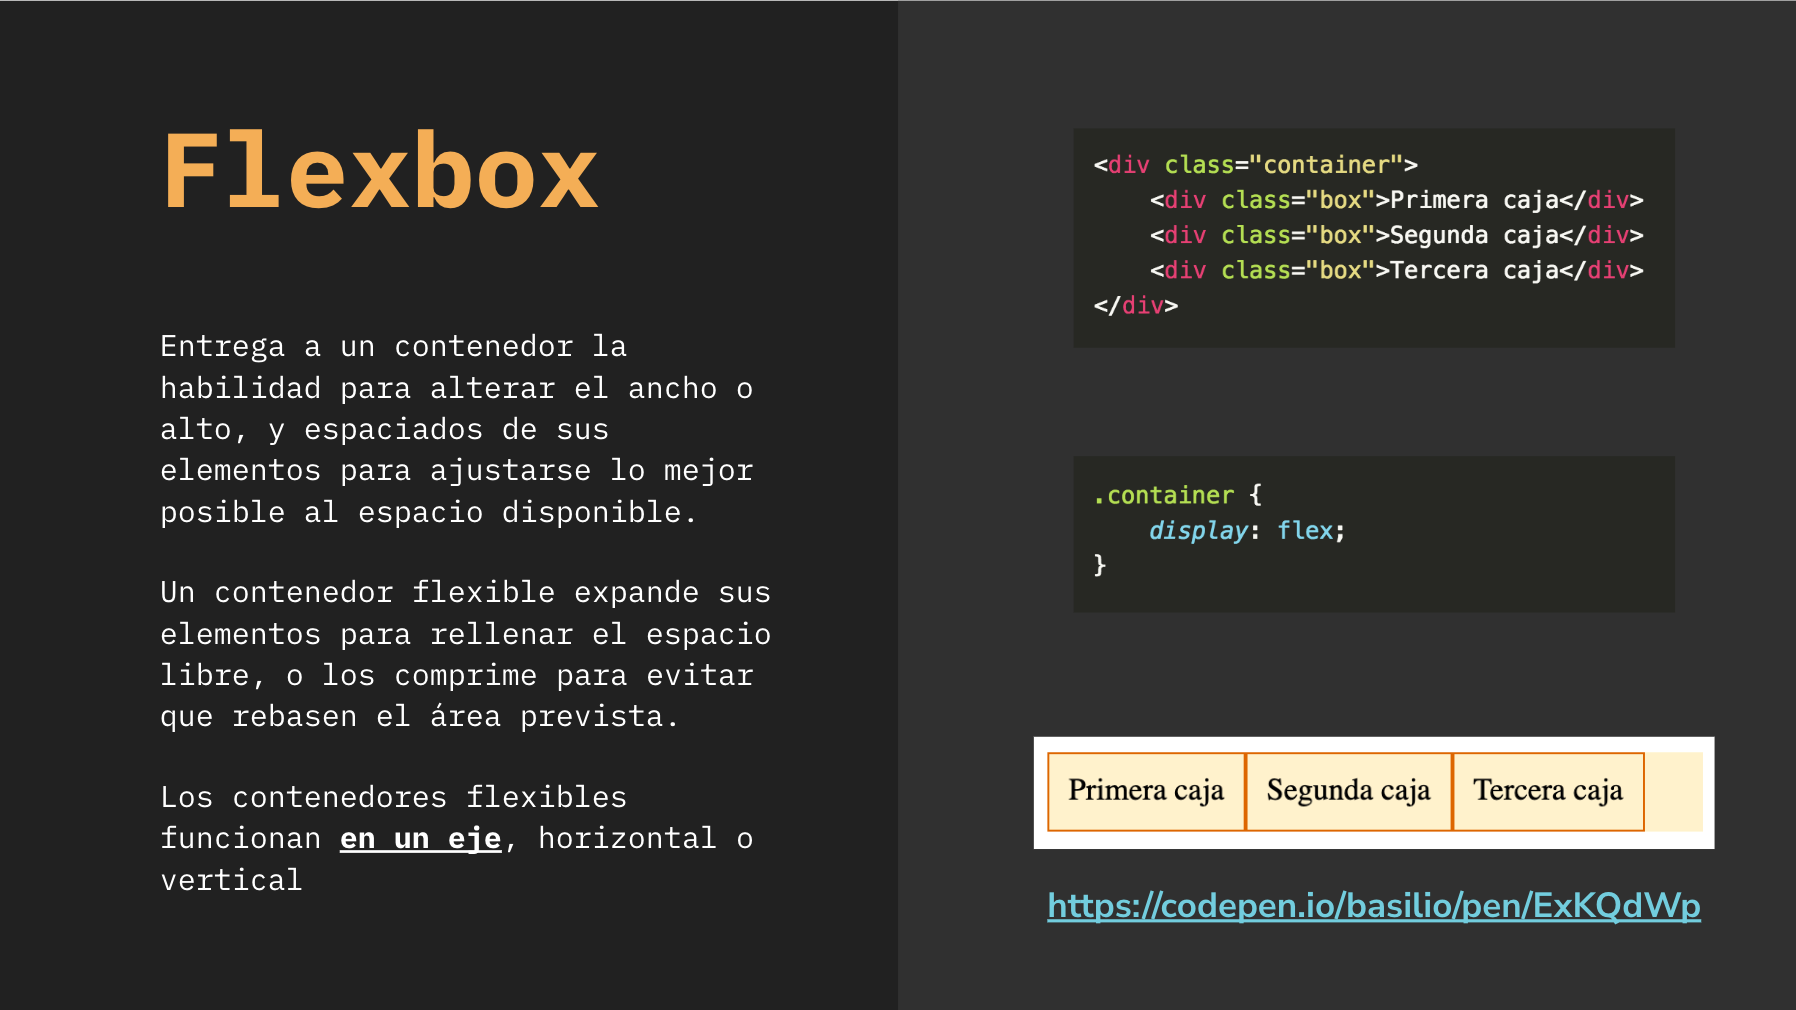 Flexbox
Entrega a un contenedor la
habilidad para alterar el ancho o
alto, y espaciados de sus
elementos para ajustarse lo mejor
posible al espacio disponible.
Un contenedor flexible expande sus
elementos para rellenar el espacio
libre, o los comprime para evitar
que rebasen el área prevista.
Los contenedores flexibles
funcionan en un eje, horizontal o
vertical
<div class="container">
    <div class="box">Primera caja</div>
    <div class="box">Segunda caja</div>
    <div class="box">Tercera caja</div>
</div>
.container {
    display: flex;
}
Primera caja Segunda caja Tercera caja
https://codepen.io/basilio/pen/ExKQdWp